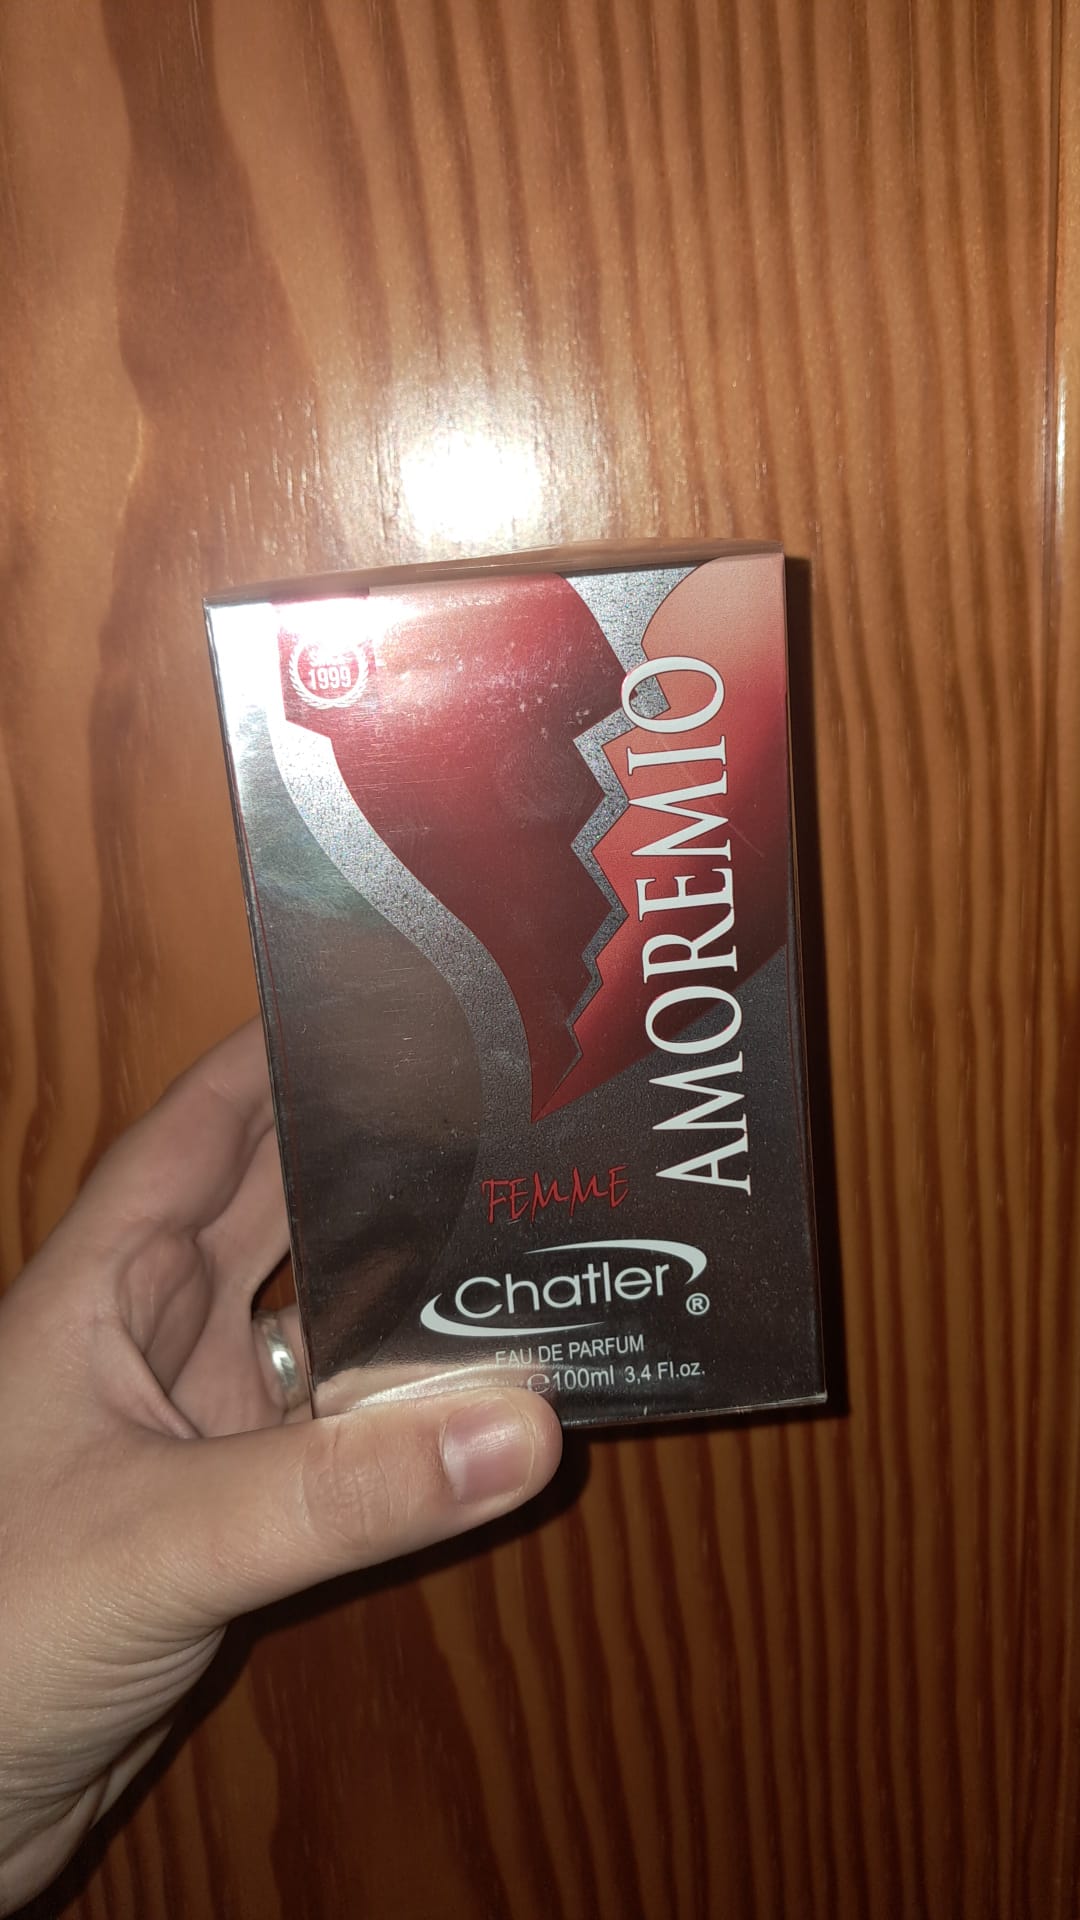 1999
AMOREMIO
FEMME
Chatler®
EAU DE PARFUM
℮100ml 3,4 Fl.oz.